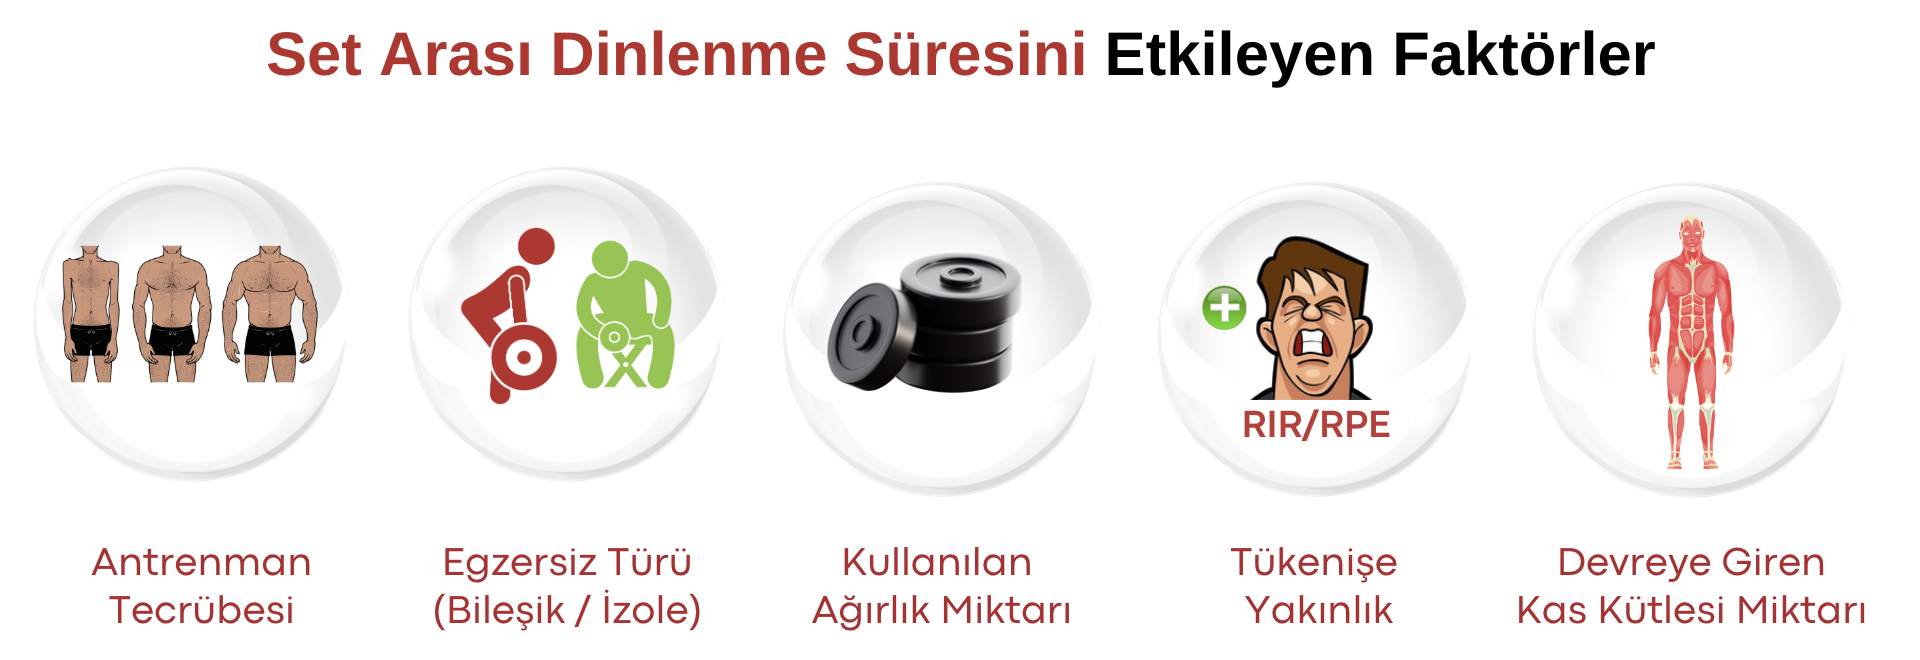 Set Arası Dinlenme Süresini Etkileyen Faktörler
RIR/RPE
Antrenman
Tecrübesi
Egzersiz Türü
(Bileşik / İzole)
Kullanılan
Ağırlık Miktarı
Tükenişe
Yakınlık
Devreye Giren
Kas Kütlesi Miktarı